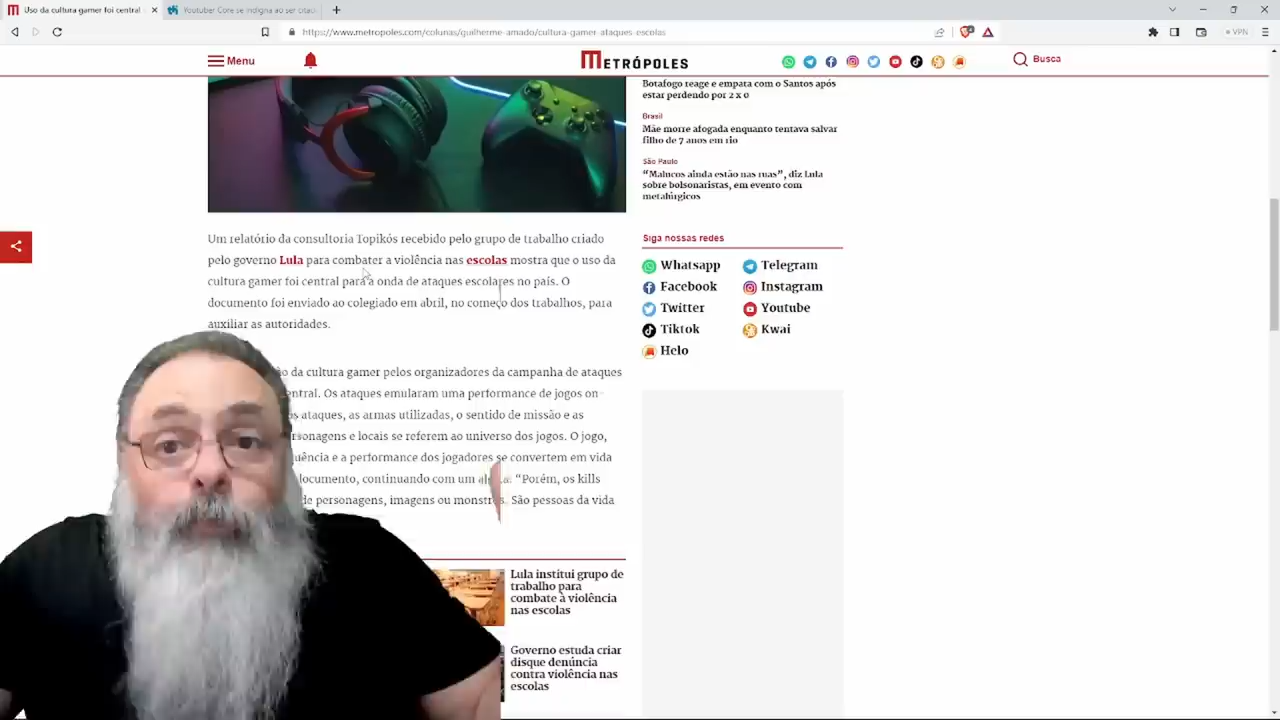 Uso da cultura gamer foi central
Youtuber Core se indigna ao ser citad
https://www.metropoles.com/colunas/guilherme-amado/cultura-gamer-ataques-escolas
VPN
Menu
METRÓPOLES
Busca
Botafogo reage e empata com o Santos após
estar perdendo por 2 x 0
Brasil
Mãe morre afogada enquanto tentava salvar
filho de 7 anos em rio
São Paulo
“Malucos ainda estão nas ruas”, diz Lula
sobre bolsonaristas, em evento com
metalúrgicos
Um relatório da consultoria Topikós recebido pelo grupo de trabalho criado
pelo governo Lula para combater a violência nas escolas mostra que o uso da
cultura gamer foi central para a onda de ataques escolares no país. O
documento foi enviado ao colegiado em abril, no começo dos trabalhos, para
auxiliar as autoridades.
da cultura gamer pelos organizadores da campanha de ataques
entral. Os ataques emularam uma performance de jogos on-
ataques, as armas utilizadas, o sentido de missão e as
rsonagens e locais se referem ao universo dos jogos. O jogo,
uência e a performance dos jogadores se convertem em vida
documento, continuando com um “Porém, os kills
de personagens, imagens ou monstros. São pessoas da vida
Siga nossas redes
Whatsapp
Telegram
Facebook
Instagram
Twitter
Youtube
Tiktok
Kwai
Helo
Lula institui grupo de
trabalho para
combate à violência
nas escolas
Governo estuda criar
disque denúncia
contra violência nas
escolas